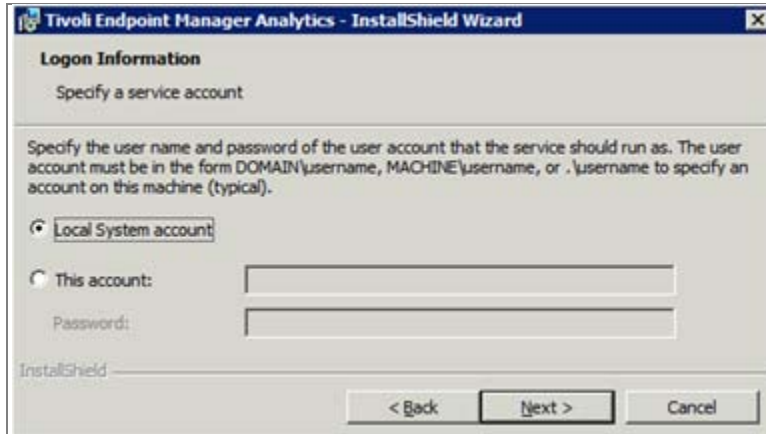 Tivoli Endpoint Manager Analytics - InstallShield Wizard
Logon Information
Specify a service account
Specify the user name and password of the user account that the service should run as. The user
account must be in the form DOMAIN\username, MACHINE\username, or .\username to specify an
account on this machine (typical).
Local System account
This account:
Password:
InstallShield
< Back Next > Cancel